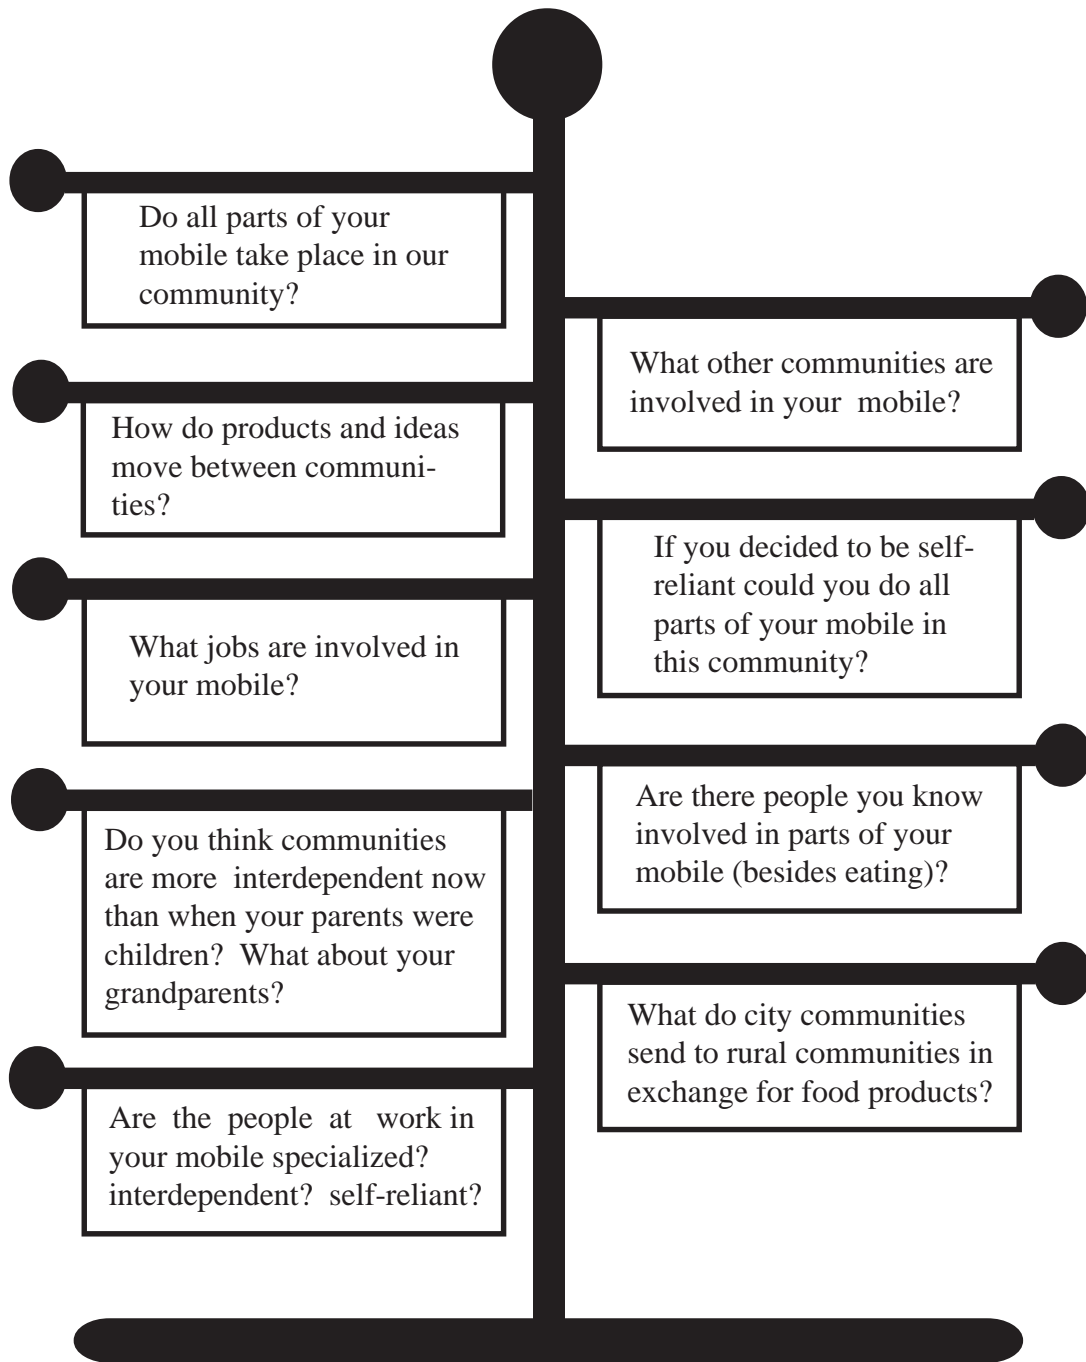 Do all parts of your
mobile take place in our
community?
What other communities are
involved in your  mobile?
How do products and ideas
move between communi-
ties?
If you decided to be self-
reliant could you do all
parts of your mobile in
this community?
What jobs are involved in
your mobile?
Are there people you know
involved in parts of your
mobile (besides eating)?
Do you think communities
are more  interdependent now
than when your parents were
children?  What about your
grandparents?
What do city communities
send to rural communities in
exchange for food products?
Are  the  people  at   work in
your mobile specialized?
interdependent?  self-reliant?